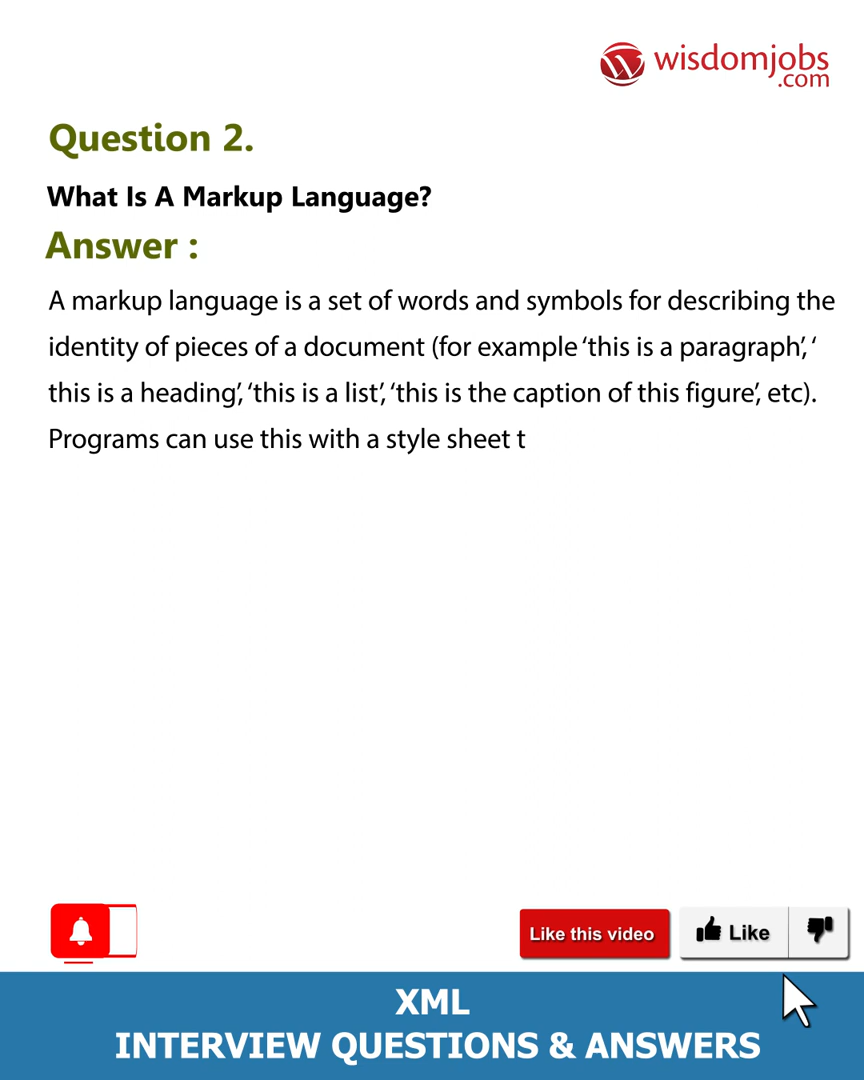 wisdomjobs
.com
Question 2.
What Is A Markup Language?
Answer :
A markup language is a set of words and symbols for describing the
identity of pieces of a document (for example ‘this is a paragraph’, ‘
this is a heading’, ‘this is a list’, ‘this is the caption of this figure’, etc).
Programs can use this with a style sheet t
Like this video
Like
XML
INTERVIEW QUESTIONS & ANSWERS